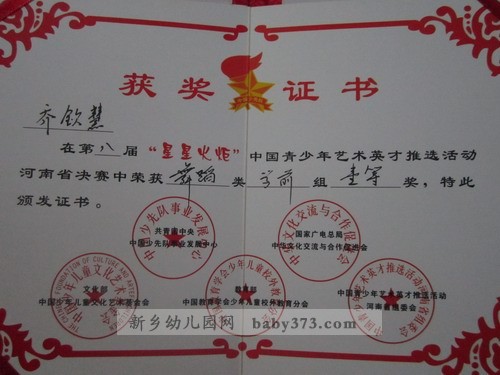 获奖证书
齐钦慧
在第八届“星星火炬”中国青少年艺术英才推选活动
河南省决赛中荣获舞蹈类学前组壹等奖，特此
颁发证书。
共青团中央 国家广电总局
中国少先队事业发展中心 中华文化交流与合作促进会
文化部 教育部 中国青少年艺术英才推选活动
中国少年儿童文化艺术基金会 中国教育学会少年儿童校外教育分会 河南省组委会
新乡幼儿园网 baby373.com